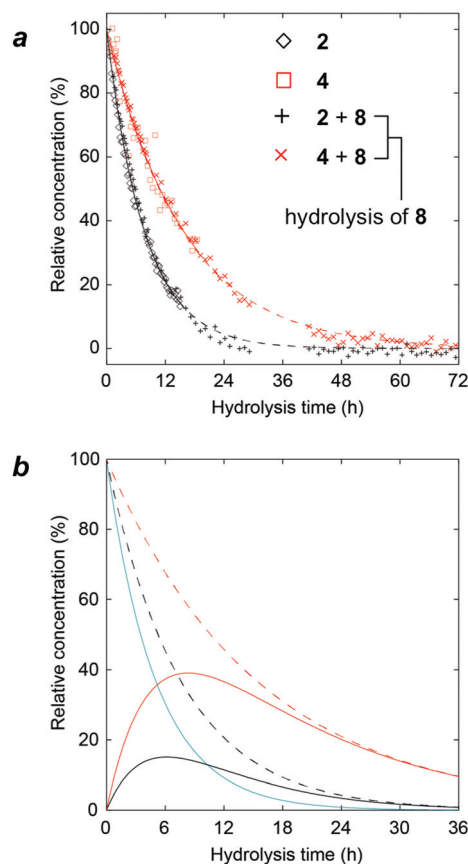 a
100
80
60
40
20
0
Relative concentration (%)
2
4
2 + 8
4 + 8
hydrolysis of 8
0 12 24 36 48 60 72
Hydrolysis time (h)
b
100
80
60
40
20
0
Relative concentration (%)
0 6 12 18 24 30 36
Hydrolysis time (h)